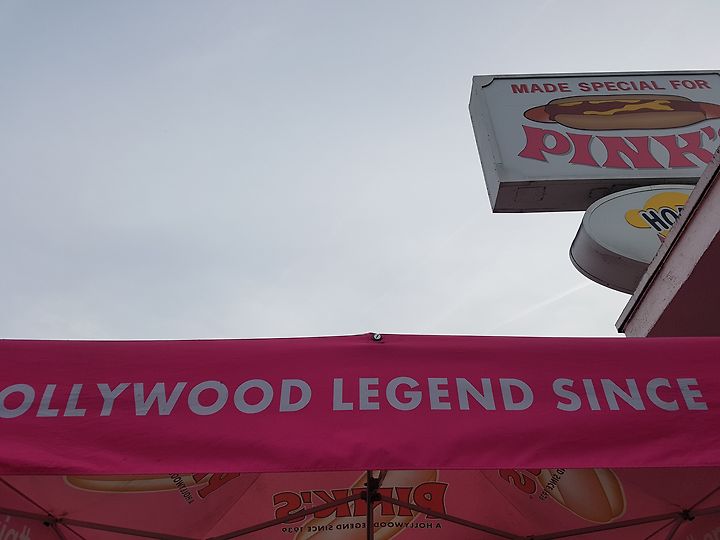 MADE SPECIAL FOR
PINK'S
OLLYWOOD LEGEND SINCE
PINK'S
A HOLLYWOOD LEGEND SINCE 1939